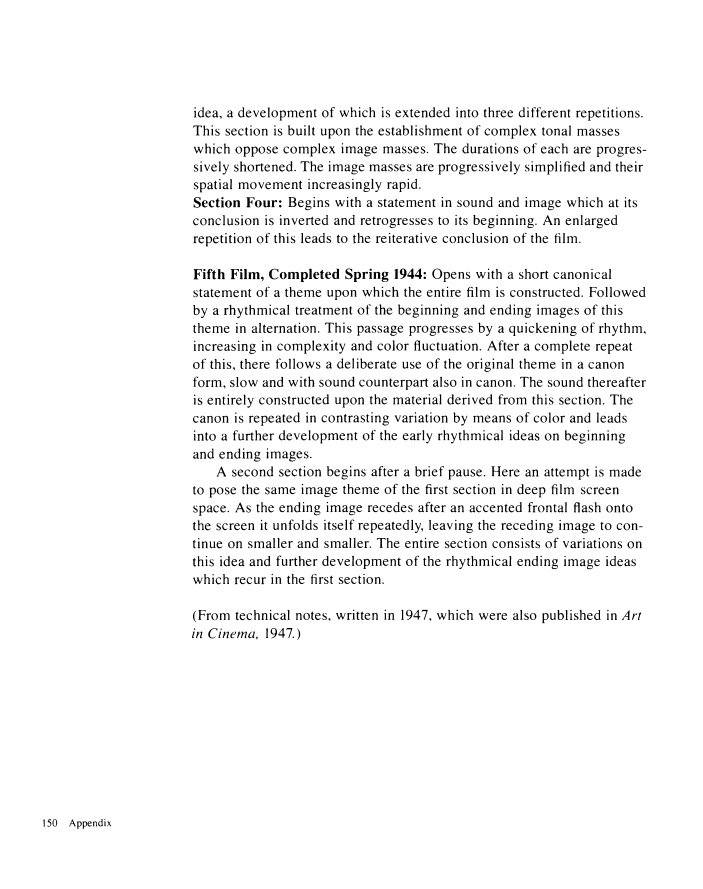 idea, a development of which is extended into three different repetitions.
This section is built upon the establishment of complex tonal masses
which oppose complex image masses. The durations of each are progres-
sively shortened. The image masses are progressively simplified and their
spatial movement increasingly rapid.
Section Four: Begins with a statement in sound and image which at its
conclusion is inverted and retrogresses to its beginning. An enlarged
repetition of this leads to the reiterative conclusion of the film.
Fifth Film, Completed Spring 1944: Opens with a short canonical
statement of a theme upon which the entire film is constructed. Followed
by a rhythmical treatment of the beginning and ending images of this
theme in alternation. This passage progresses by a quickening of rhythm,
increasing in complexity and color fluctuation. After a complete repeat
of this, there follows a deliberate use of the original theme in a canon
form, slow and with sound counterpart also in canon. The sound thereafter
is entirely constructed upon the material derived from this section. The
canon is repeated in contrasting variation by means of color and leads
into a further development of the early rhythmical ideas on beginning
and ending images.
A second section begins after a brief pause. Here an attempt is made
to pose the same image theme of the first section in deep film screen
space. As the ending image recedes after an accented frontal flash onto
the screen it unfolds itself repeatedly, leaving the receding image to con-
tinue on smaller and smaller. The entire section consists of variations on
this idea and further development of the rhythmical ending image ideas
which recur in the first section.
(From technical notes, written in 1947, which were also published in Art
in Cinema, 1947.)
150 Appendix